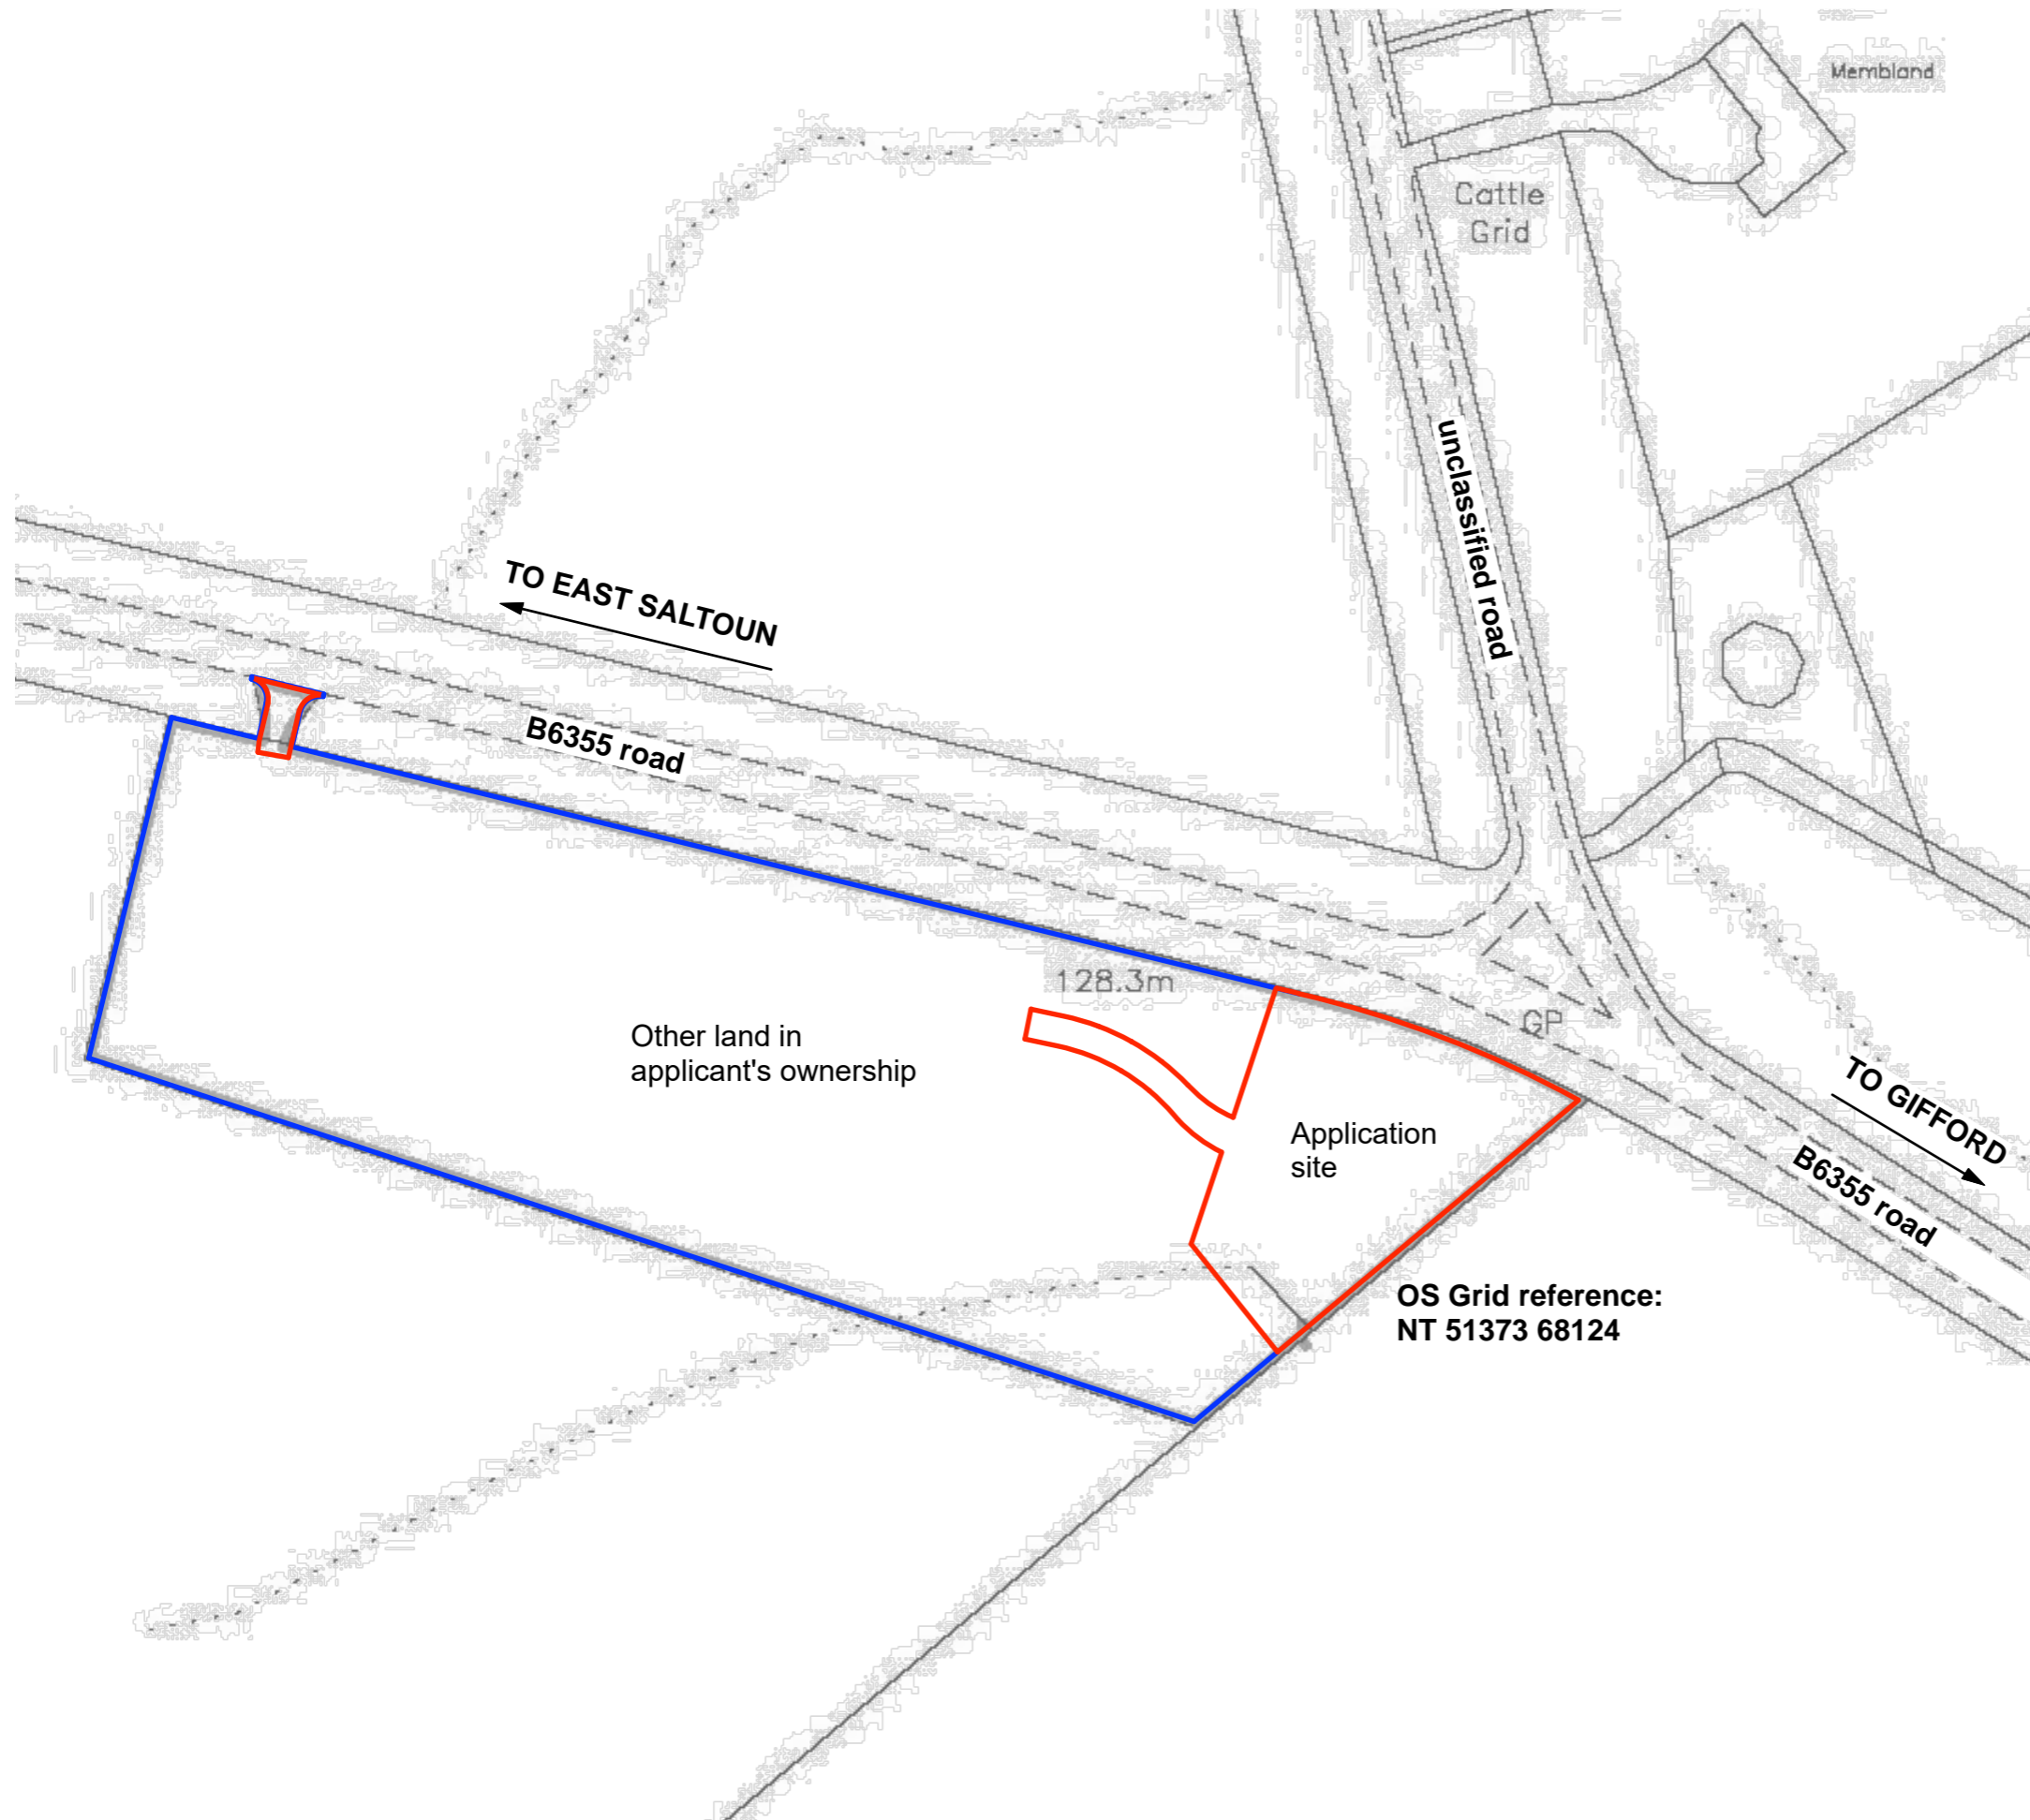 Membland
Cattle
Grid
unclassified road
TO EAST SALTOUN
B6355 road
128.3m
GP
Other land in
applicant's ownership
Application
site
TO GIFFORD
B6355 road
OS Grid reference:
NT 51373 68124